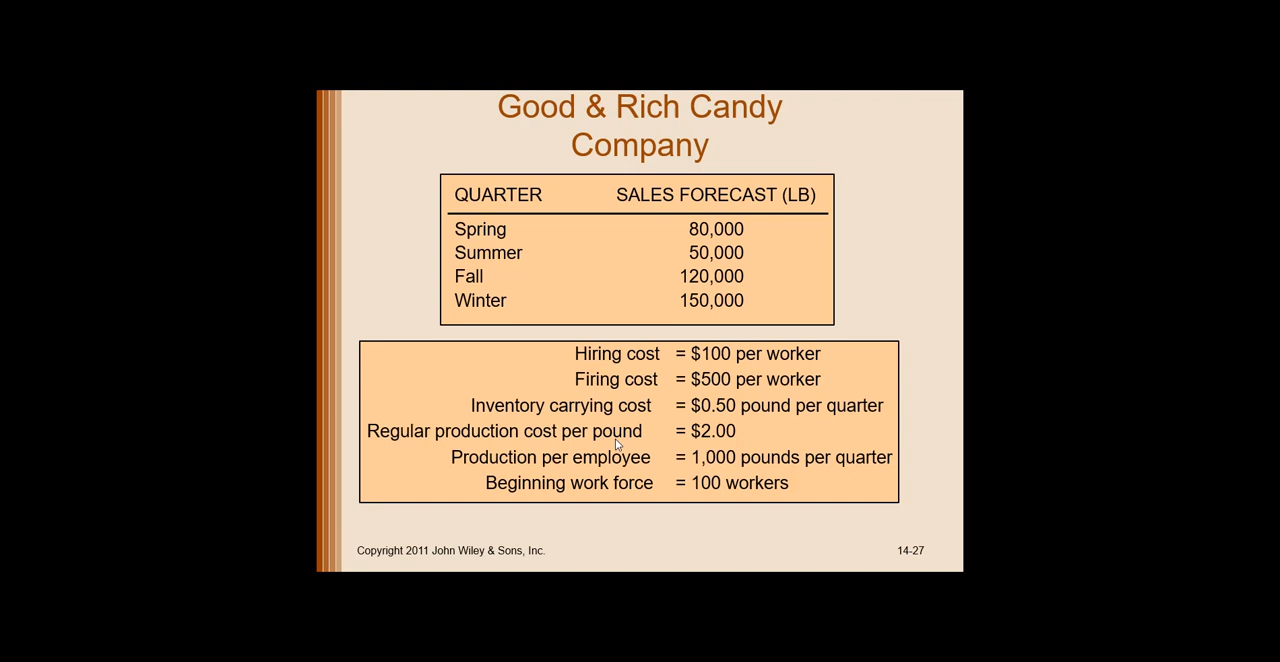 Good & Rich Candy
Company
QUARTER SALES FORECAST (LB)
Spring 80,000
Summer 50,000
Fall 120,000
Winter 150,000
Hiring cost = $100 per worker
Firing cost = $500 per worker
Inventory carrying cost = $0.50 pound per quarter
Regular production cost per pound = $2.00
Production per employee = 1,000 pounds per quarter
Beginning work force = 100 workers
Copyright 2011 John Wiley & Sons, Inc. 14-27